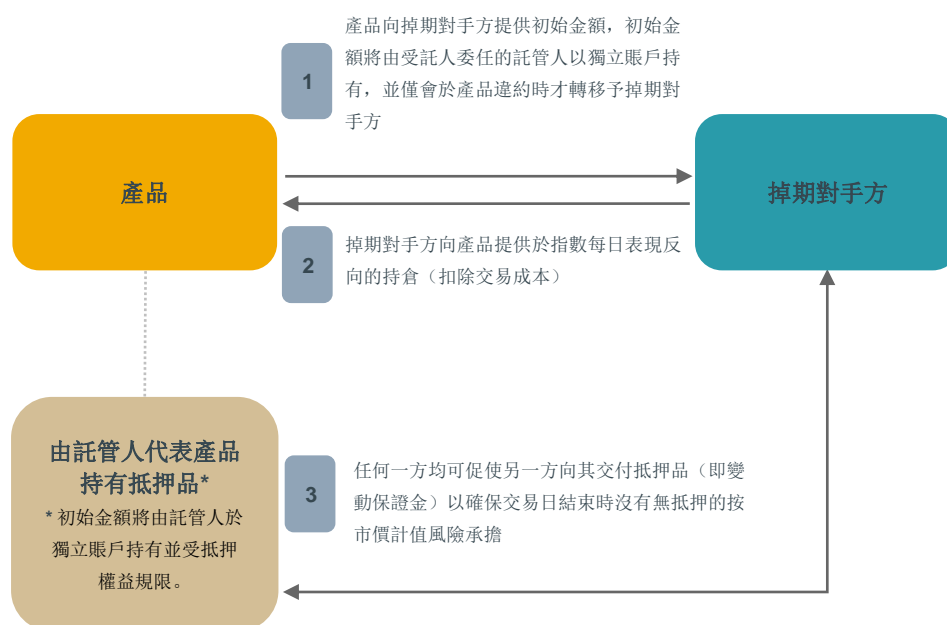 產品向掉期對手方提供初始金額，初始金
額將由受託人委任的託管人以獨立賬戶持
有，並僅會於產品違約時才轉移予掉期對
手方
1
產品
掉期對手方
2
掉期對手方向產品提供於指數每日表現反
向的持倉（扣除交易成本）
由託管人代表產品
持有抵押品*
* 初始金額將由託管人於
獨立賬戶持有並受抵押
權益規限。
3
任何一方均可促使另一方向其交付抵押品（即變
動保證金）以確保交易日結束時沒有無抵押的按
市價計值風險承擔